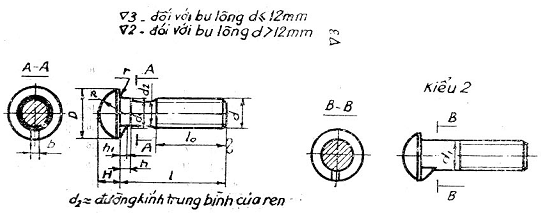 ∇3 - đối với bu lông d≤12mm
∇2 - đối với bu lông d>12mm
∇3
A-A
r
A
d2
R
D
d
d
b
h1
A
l0
h
H
l
d2≈đường kính trung bình của ren
B-B
Kiểu 2
B
d1
B